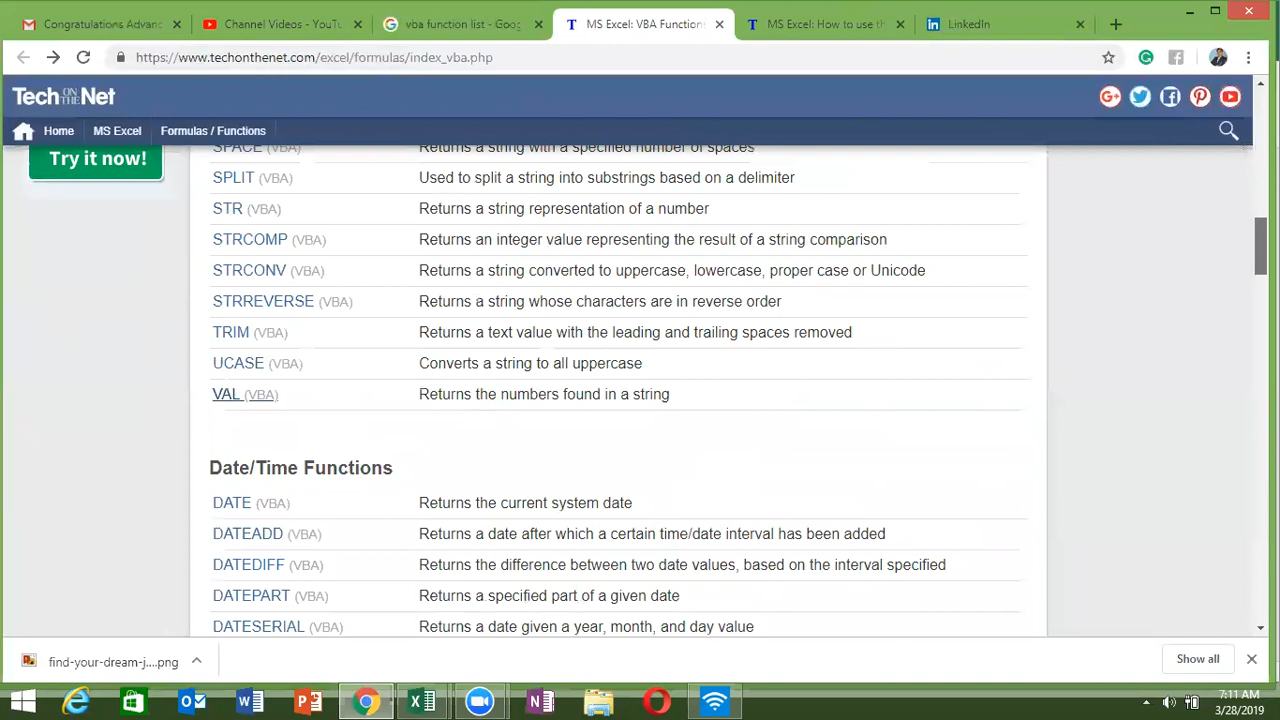 Congratulations Advanc
Channel Videos - YouTu
vba function list - Goog
MS Excel: VBA Function
MS Excel: How to use th
LinkedIn
https://www.techonthenet.com/excel/formulas/index_vba.php
Tech ON THE Net
Home
MS Excel
Formulas / Functions
Try it now!
SPACE (VBA) Returns a string with a specified number of spaces
SPLIT (VBA) Used to split a string into substrings based on a delimiter
STR (VBA) Returns a string representation of a number
STRCOMP (VBA) Returns an integer value representing the result of a string comparison
STRCONV (VBA) Returns a string converted to uppercase, lowercase, proper case or Unicode
STRREVERSE (VBA) Returns a string whose characters are in reverse order
TRIM (VBA) Returns a text value with the leading and trailing spaces removed
UCASE (VBA) Converts a string to all uppercase
VAL (VBA) Returns the numbers found in a string
Date/Time Functions
DATE (VBA) Returns the current system date
DATEADD (VBA) Returns a date after which a certain time/date interval has been added
DATEDIFF (VBA) Returns the difference between two date values, based on the interval specified
DATEPART (VBA) Returns a specified part of a given date
DATESERIAL (VBA) Returns a date given a year, month, and day value
find-your-dream-j....png
Show all
7:11 AM
3/28/2019